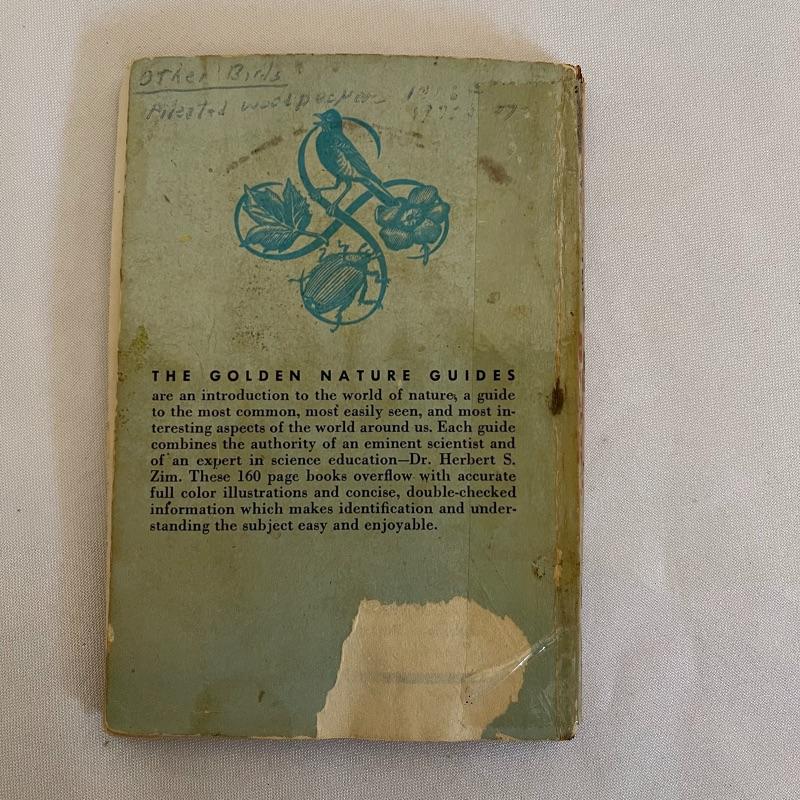 Other Birds
Pileated woodpecker
THE GOLDEN NATURE GUIDES
are an introduction to the world of nature, a guide
to the most common, most easily seen, and most in-
teresting aspects of the world around us. Each guide
combines the authority of an eminent scientist and
of an expert in science education—Dr. Herbert S.
Zim. These 160 page books overflow with accurate
full color illustrations and concise, double-checked
information which makes identification and under-
standing the subject easy and enjoyable.